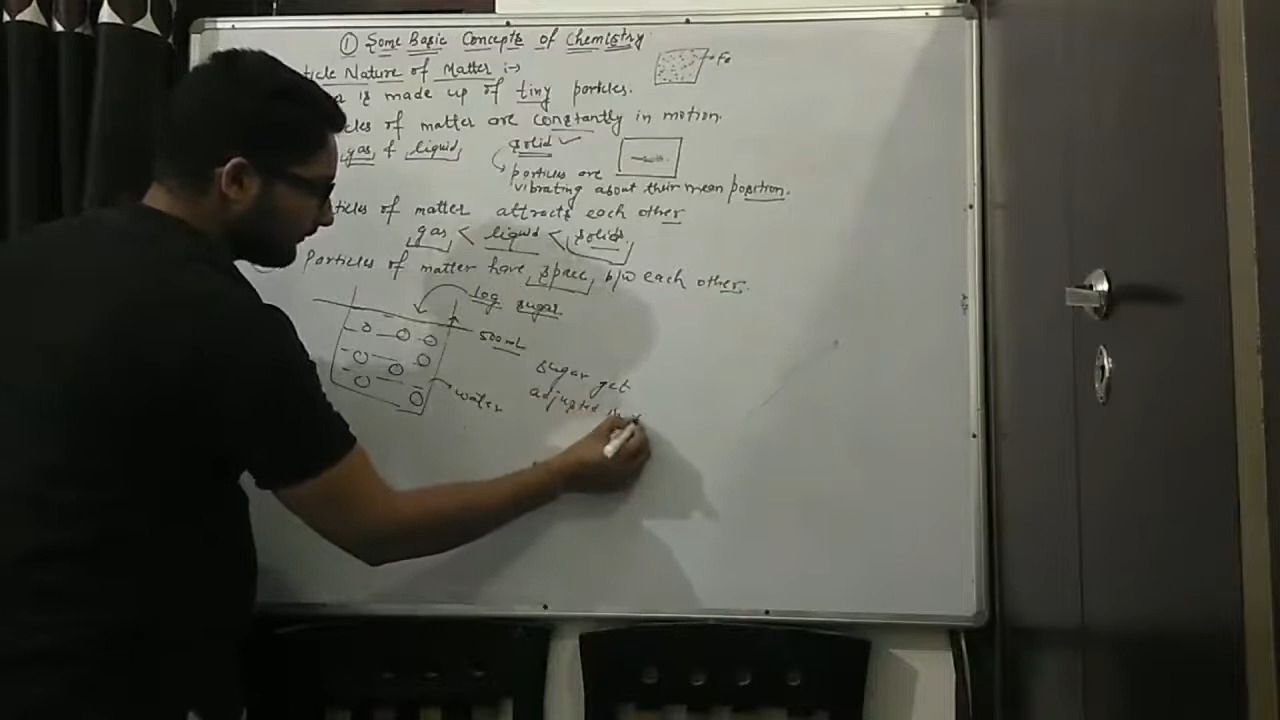 ① Some Basic Concepts of Chemistry
ticle Nature of Matter :→
Fe
is made up of tiny particles.
cles of matter are constantly in motion.
gas, & liquid,
solid ✓
particles are
vibrating about their mean position.
ticles of matter attracts each other
gas < liquid < solid.
Particles of matter have space, b/w each other.
10g sugar
500mL
sugar get
adjusted in
water